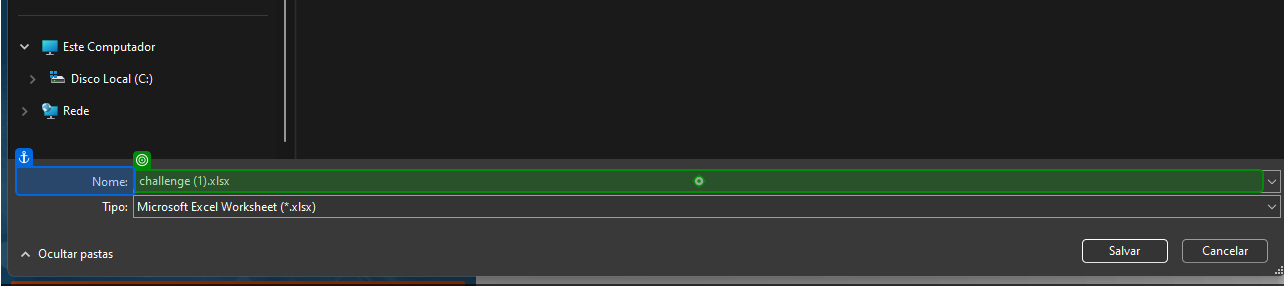 Este Computador
Disco Local (C:)
Rede
Nome: challenge (1).xlsx
Tipo: Microsoft Excel Worksheet (*.xlsx)
Ocultar pastas
Salvar
Cancelar